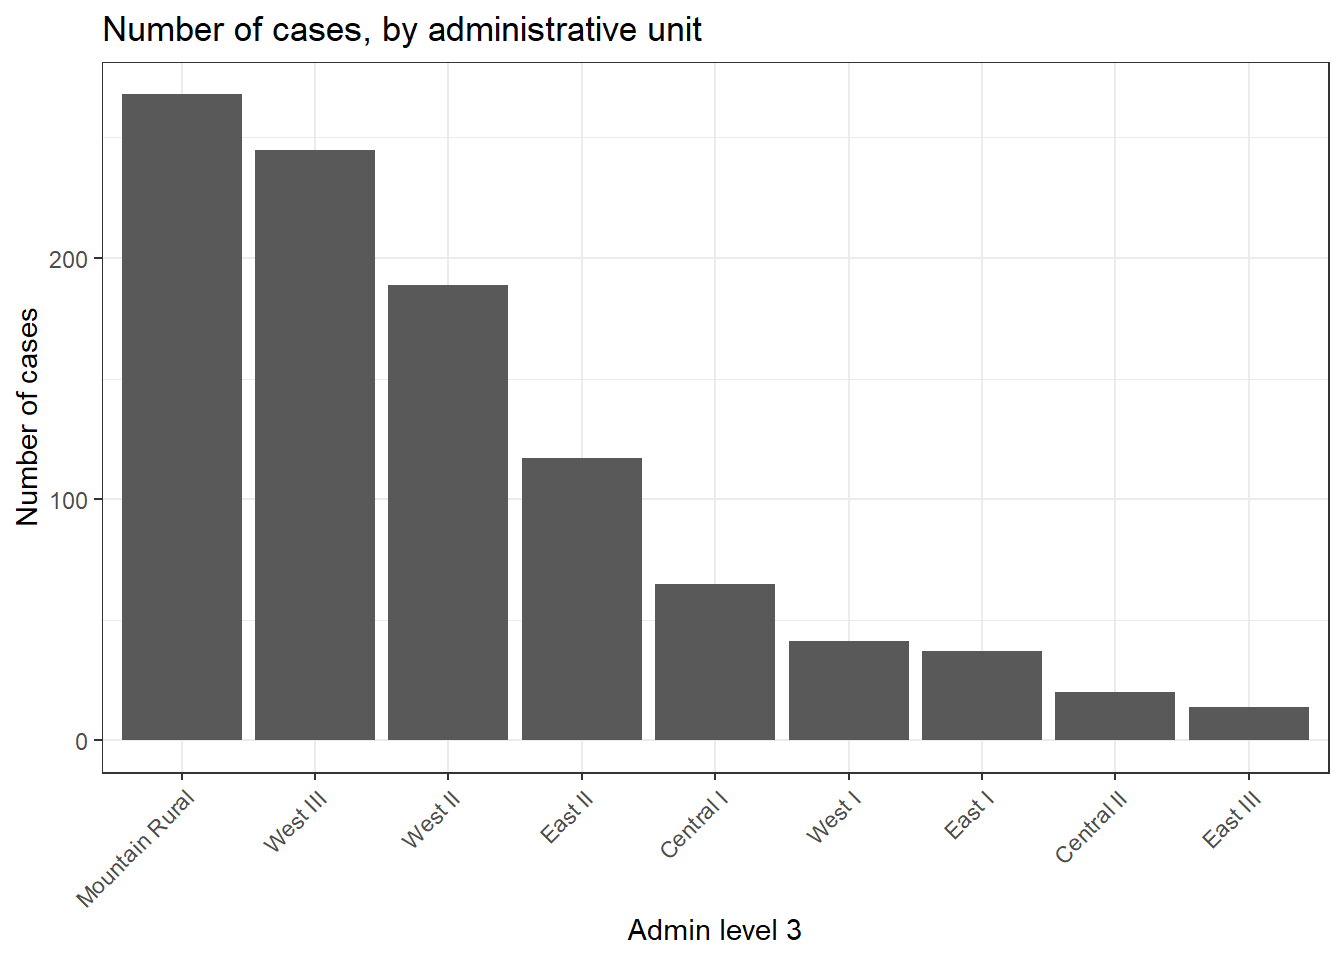 Number of cases, by administrative unit
Number of cases
200
100
0
Mountain Rural
West III
West II
East II
Central I
West I
East I
Central II
East III
Admin level 3